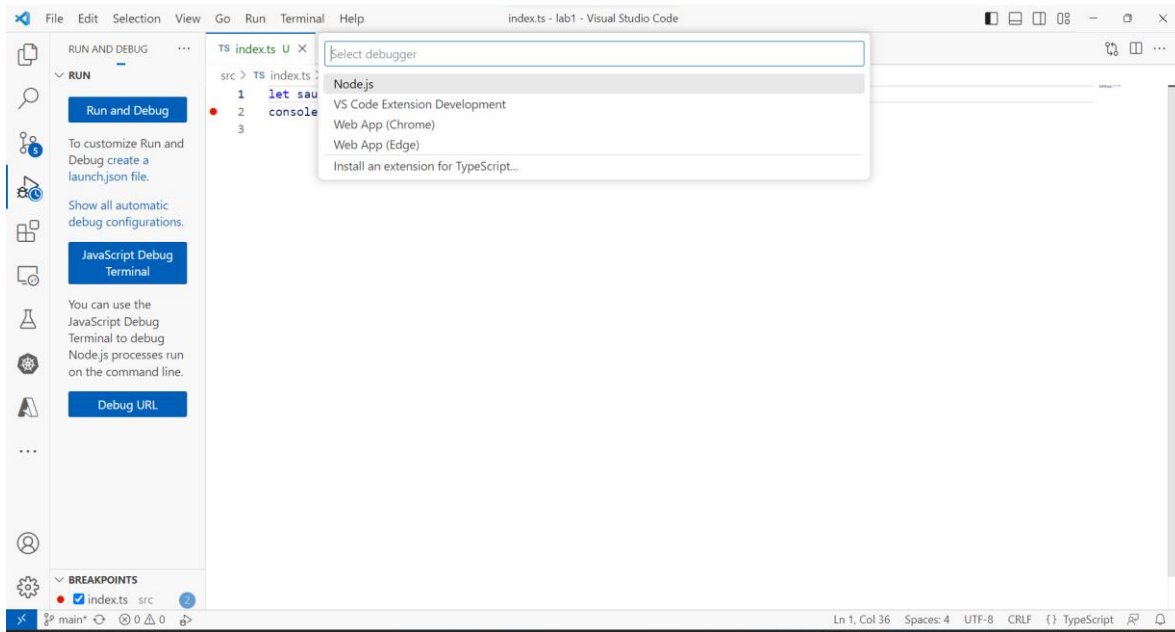 File Edit Selection View Go Run Terminal Help
index.ts - lab1 - Visual Studio Code
RUN AND DEBUG ...
RUN
Run and Debug
To customize Run and
Debug create a
launch.json file.
Show all automatic
debug configurations.
JavaScript Debug
Terminal
You can use the
JavaScript Debug
Terminal to debug
Node.js processes run
on the command line.
Debug URL
5
BREAKPOINTS
index.ts src 2
TS index.ts U
src > TS index.ts >
1 let sau
2 console
3
Select debugger
Node.js
VS Code Extension Development
Web App (Chrome)
Web App (Edge)
Install an extension for TypeScript...
main* 0 0
Ln 1, Col 36 Spaces: 4 UTF-8 CRLF {} TypeScript